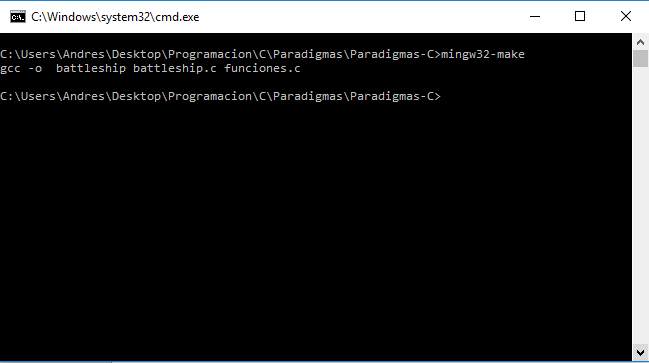 C:\Windows\system32\cmd.exe
C:\Users\Andres\Desktop\Programacion\C\Paradigmas\Paradigmas-C>mingw32-make
gcc -o  battleship battleship.c funciones.c
C:\Users\Andres\Desktop\Programacion\C\Paradigmas\Paradigmas-C>